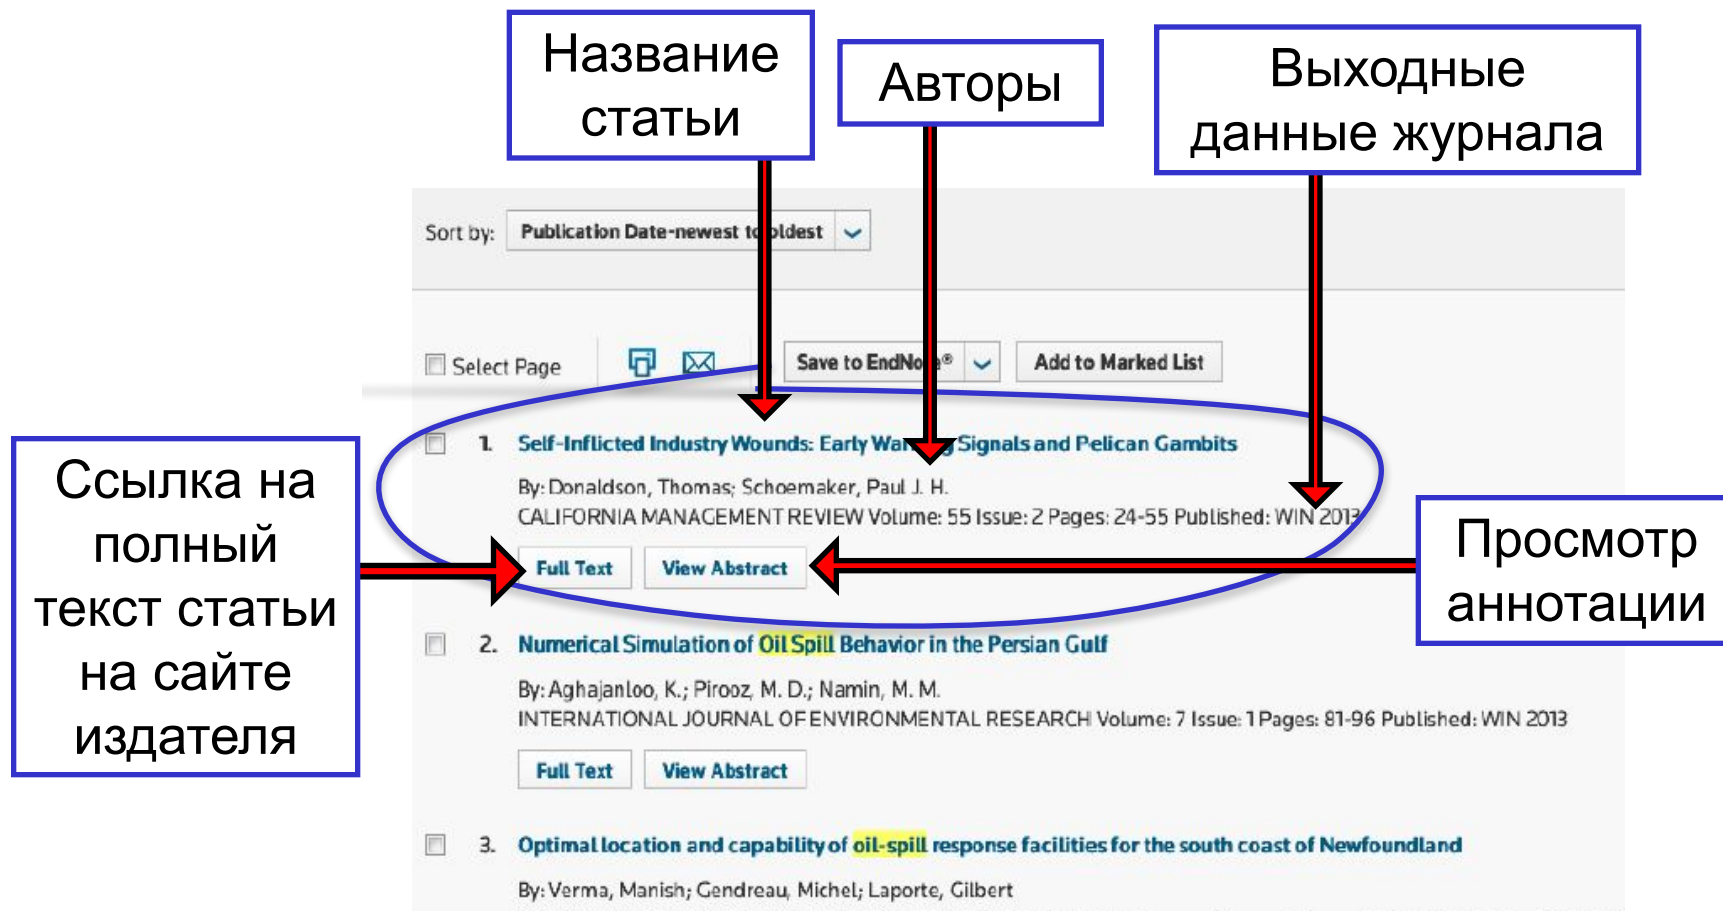 Название
статьи
Авторы
Выходные
данные журнала
Sort by: Publication Date-newest to oldest
Select Page
Save to EndNote®
Add to Marked List
1. Self-Inflicted Industry Wounds: Early Warning Signals and Pelican Gambits
By: Donaldson, Thomas; Schoemaker, Paul J. H.
CALIFORNIA MANAGEMENT REVIEW Volume: 55 Issue: 2 Pages: 24-55 Published: WIN 2013
Full Text
View Abstract
Ссылка на
полный
текст статьи
на сайте
издателя
Просмотр
аннотации
2. Numerical Simulation of Oil Spill Behavior in the Persian Gulf
By: Aghajanloo, K.; Pirooz, M. D.; Namin, M. M.
INTERNATIONAL JOURNAL OF ENVIRONMENTAL RESEARCH Volume: 7 Issue: 1 Pages: 81-96 Published: WIN 2013
Full Text
View Abstract
3. Optimal location and capability of oil-spill response facilities for the south coast of Newfoundland
By: Verma, Manish; Gendreau, Michel; Laporte, Gilbert